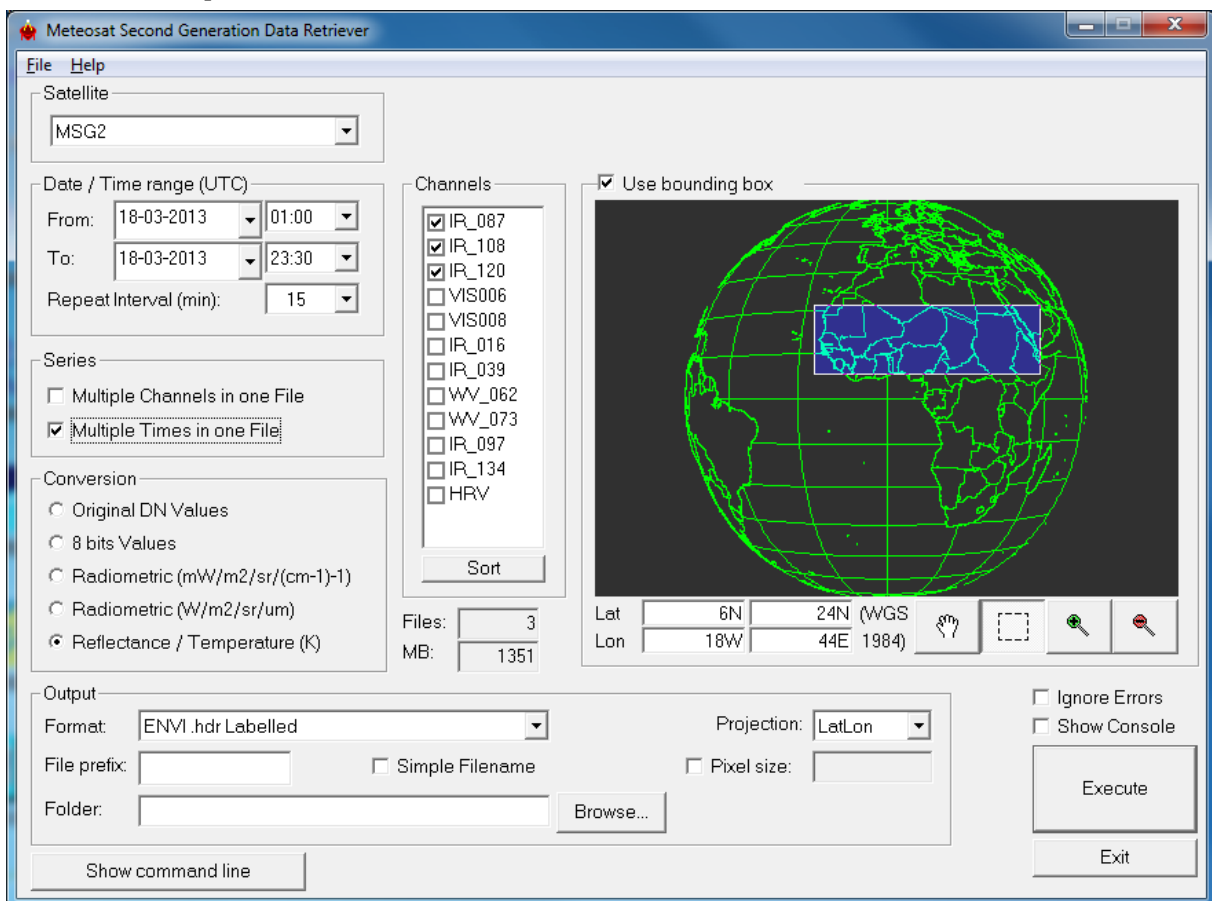 Meteosat Second Generation Data Retriever
File Help
Satellite
MSG2
Date / Time range (UTC)
From: 18-03-2013 01:00
To: 18-03-2013 23:30
Repeat Interval (min): 15
Series
Multiple Channels in one File
Multiple Times in one File
Conversion
Original DN Values
8 bits Values
Radiometric (mW/m2/sr/(cm-1)-1)
Radiometric (W/m2/sr/um)
Reflectance / Temperature (K)
Channels
IR_087
IR_108
IR_120
VIS006
VIS008
IR_016
IR_039
WV_062
WV_073
IR_097
IR_134
HRV
Sort
Files: 3
MB: 1351
Use bounding box
Lat 6N 24N (WGS
Lon 18W 44E 1984)
Output
Format: ENVI .hdr Labelled Projection: LatLon
File prefix: Simple Filename Pixel size:
Folder: Browse...
Ignore Errors
Show Console
Execute
Exit
Show command line